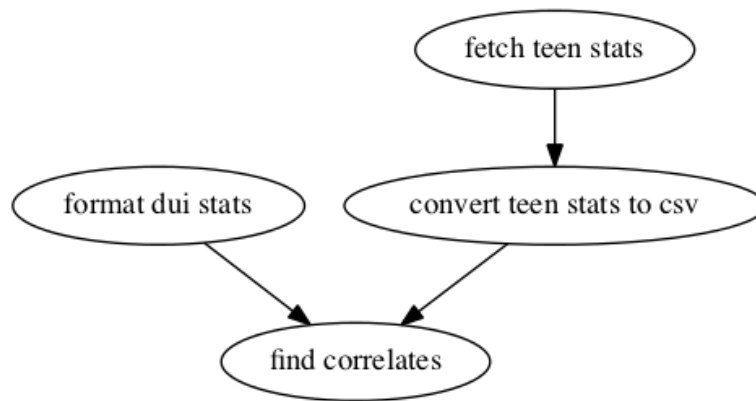 fetch teen stats
format dui stats
convert teen stats to csv
find correlates